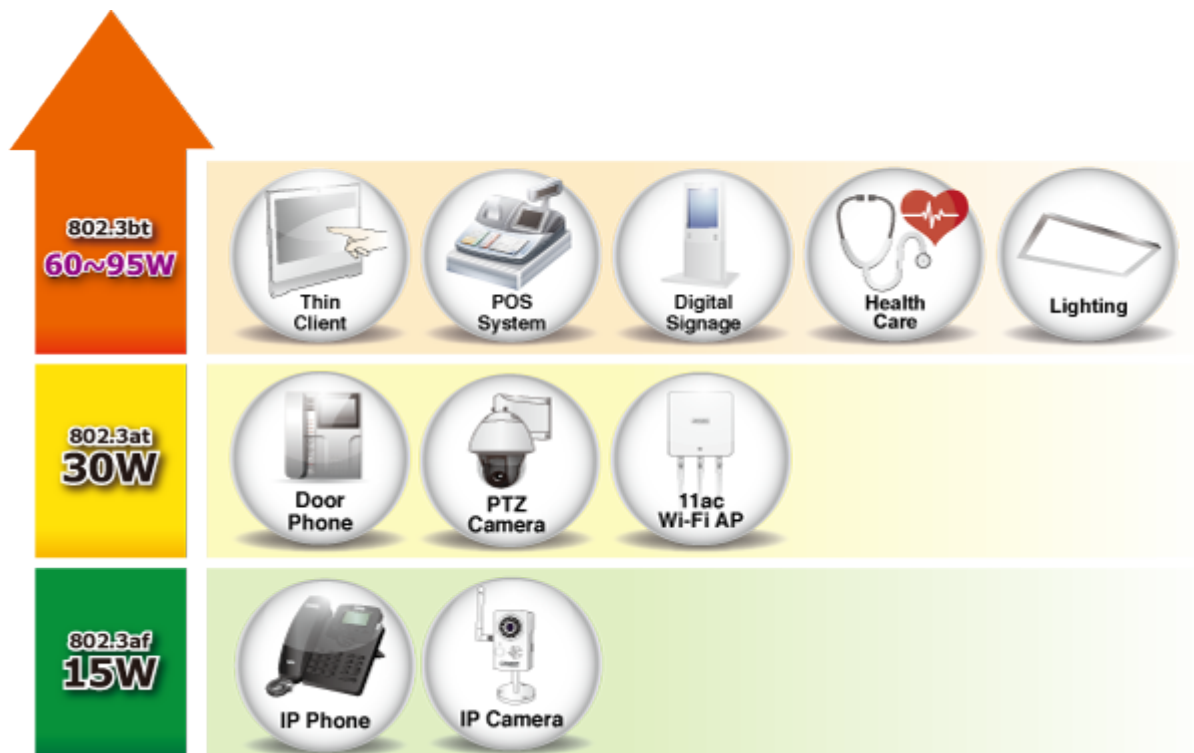 802.3bt
60~95W
Thin
Client
POS
System
Digital
Signage
Health
Care
Lighting
802.3at
30W
Door
Phone
PTZ
Camera
11ac
Wi-Fi AP
802.3af
15W
IP Phone
IP Camera